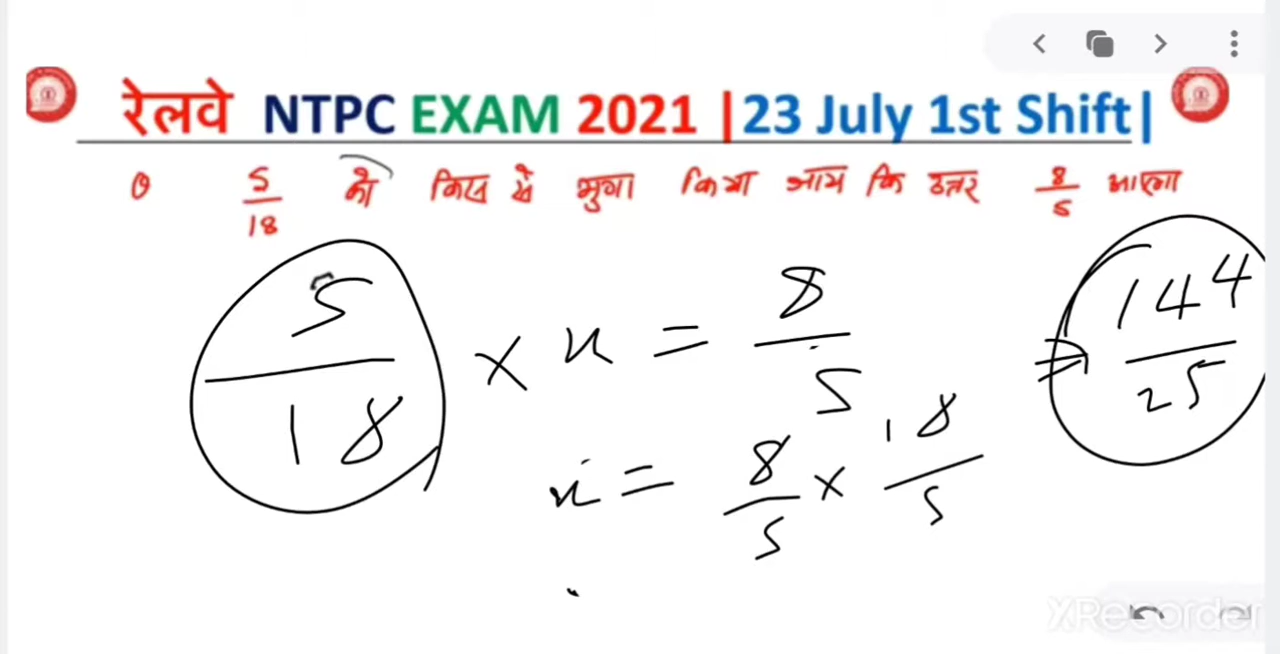 रेलवे NTPC EXAM 2021 |23 July 1st Shift|
Q 5/18 को किस से गुणा किया जाय कि उत्तर 8/5 आएगा
5/18 × x = 8/5
⇒ 144/25
x = 8/5 × 18/5
XRecorder